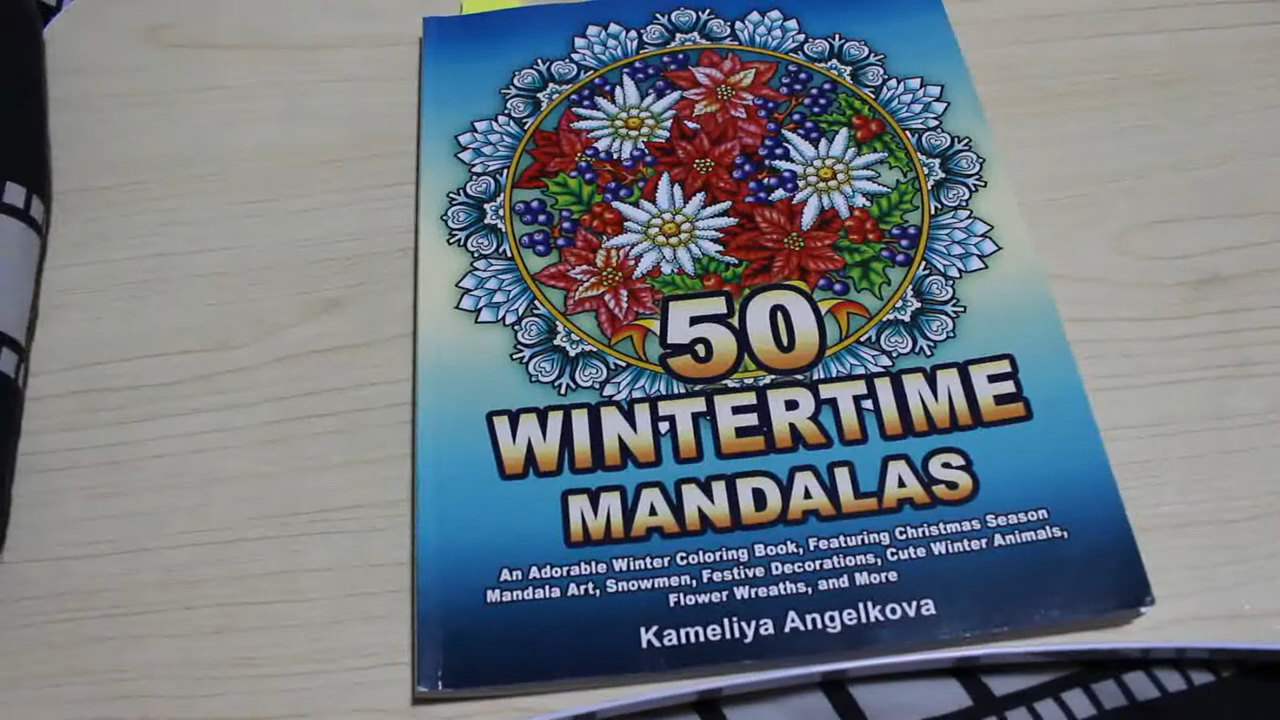 50
WINTERTIME
MANDALAS
An Adorable Winter Coloring Book, Featuring Christmas Season
Mandala Art, Snowmen, Festive Decorations, Cute Winter Animals,
Flower Wreaths, and More
Kameliya Angelkova